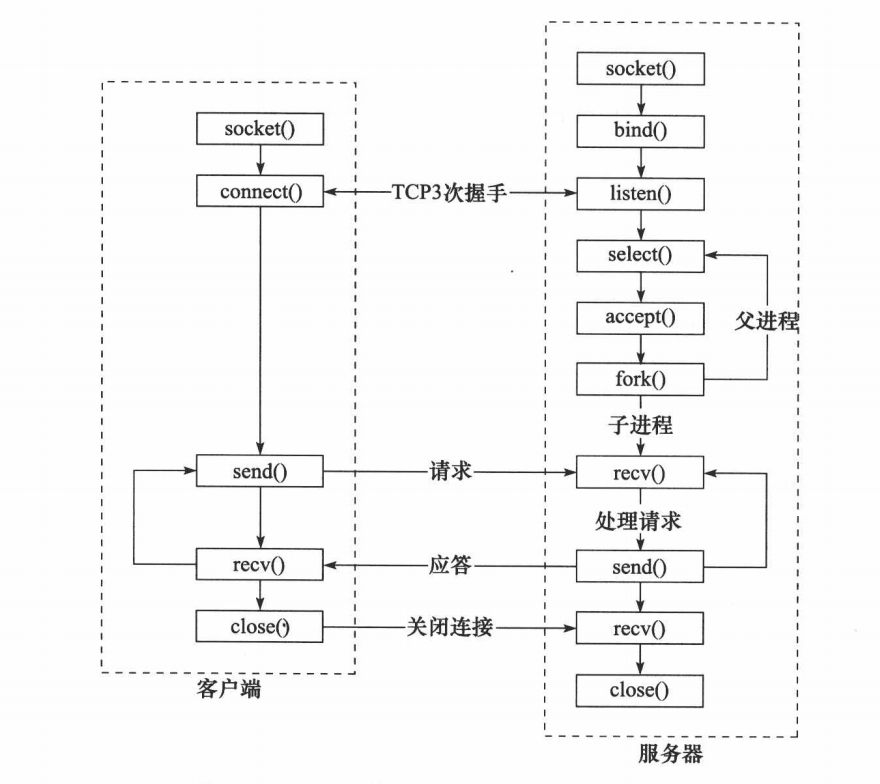 socket()
connect()
send()
recv()
close()
客户端
TCP3次握手
请求
应答
关闭连接
socket()
bind()
listen()
select()
accept()
fork()
父进程
子进程
recv()
处理请求
send()
recv()
close()
服务器